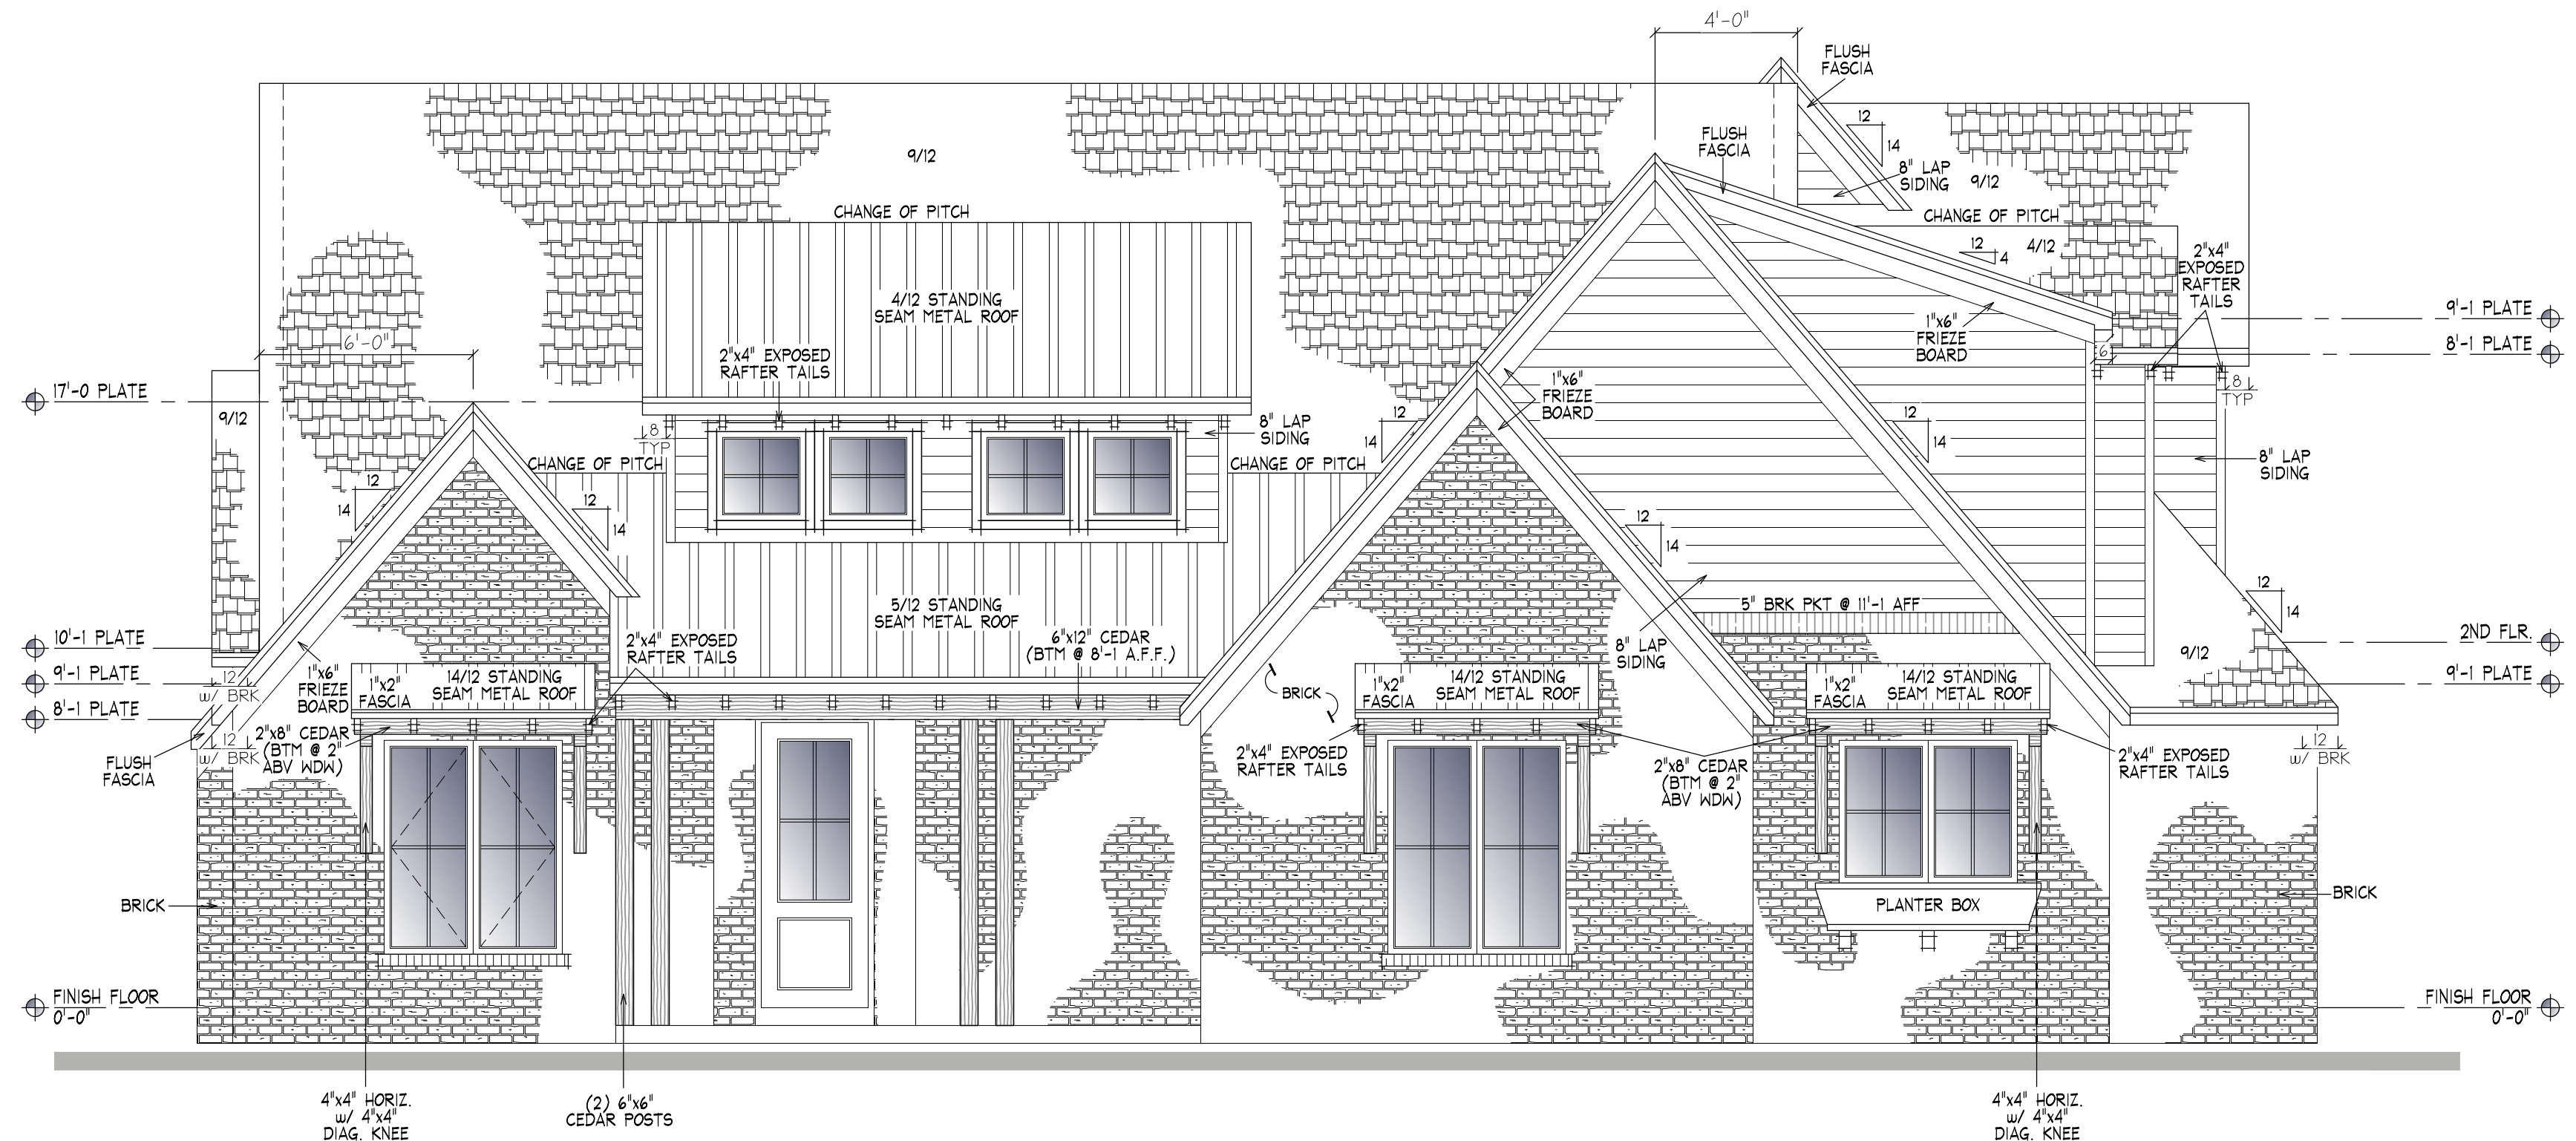 4'-0"
FLUSH
FASCIA
12
14
FLUSH
FASCIA
9/12
8" LAP
SIDING
9/12
CHANGE OF PITCH
CHANGE OF PITCH
12
4
4/12
2"x4"
EXPOSED
RAFTER
TAILS
4/12 STANDING
SEAM METAL ROOF
9'-1 PLATE
1"x6"
FRIEZE
BOARD
8'-1 PLATE
6'-0"
6
2"x4" EXPOSED
RAFTER TAILS
1"x6"
FRIEZE
BOARD
8
TYP
17'-0 PLATE
9/12
12
14
12
14
8" LAP
SIDING
8
TYP
CHANGE OF PITCH
CHANGE OF PITCH
8" LAP
SIDING
12
14
12
14
12
14
12
14
5/12 STANDING
SEAM METAL ROOF
5" BRK PKT @ 11'-1 AFF
10'-1 PLATE
2"x4" EXPOSED
RAFTER TAILS
6"x12" CEDAR
(BTM @ 8'-1 A.F.F.)
8" LAP
SIDING
2ND FLR.
9/12
9'-1 PLATE
12
w/ BRK
1"x6"
FRIEZE
BOARD
1"x2"
FASCIA
14/12 STANDING
SEAM METAL ROOF
BRICK
1"x2"
FASCIA
14/12 STANDING
SEAM METAL ROOF
1"x2"
FASCIA
14/12 STANDING
SEAM METAL ROOF
9'-1 PLATE
8'-1 PLATE
12
w/ BRK
2"x8" CEDAR
(BTM @ 2"
ABV WDW)
FLUSH
FASCIA
2"x4" EXPOSED
RAFTER TAILS
2"x8" CEDAR
(BTM @ 2"
ABV WDW)
2"x4" EXPOSED
RAFTER TAILS
12
w/ BRK
BRICK
PLANTER BOX
BRICK
FINISH FLOOR
0'-0"
FINISH FLOOR
0'-0"
4"x4" HORIZ.
w/ 4"x4"
DIAG. KNEE
(2) 6"x6"
CEDAR POSTS
4"x4" HORIZ.
w/ 4"x4"
DIAG. KNEE